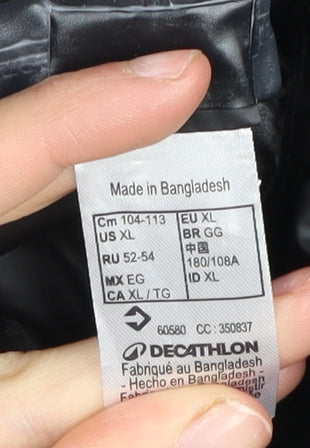 Made in Bangladesh
Cm 104-113 EU XL
US XL BR GG
中国
RU 52-54 180/108A
MX EG ID XL
CA XL / TG
60580 CC : 350837
DECATHLON
Fabriqué au Bangladesh
- Hecho en Bangladesh -